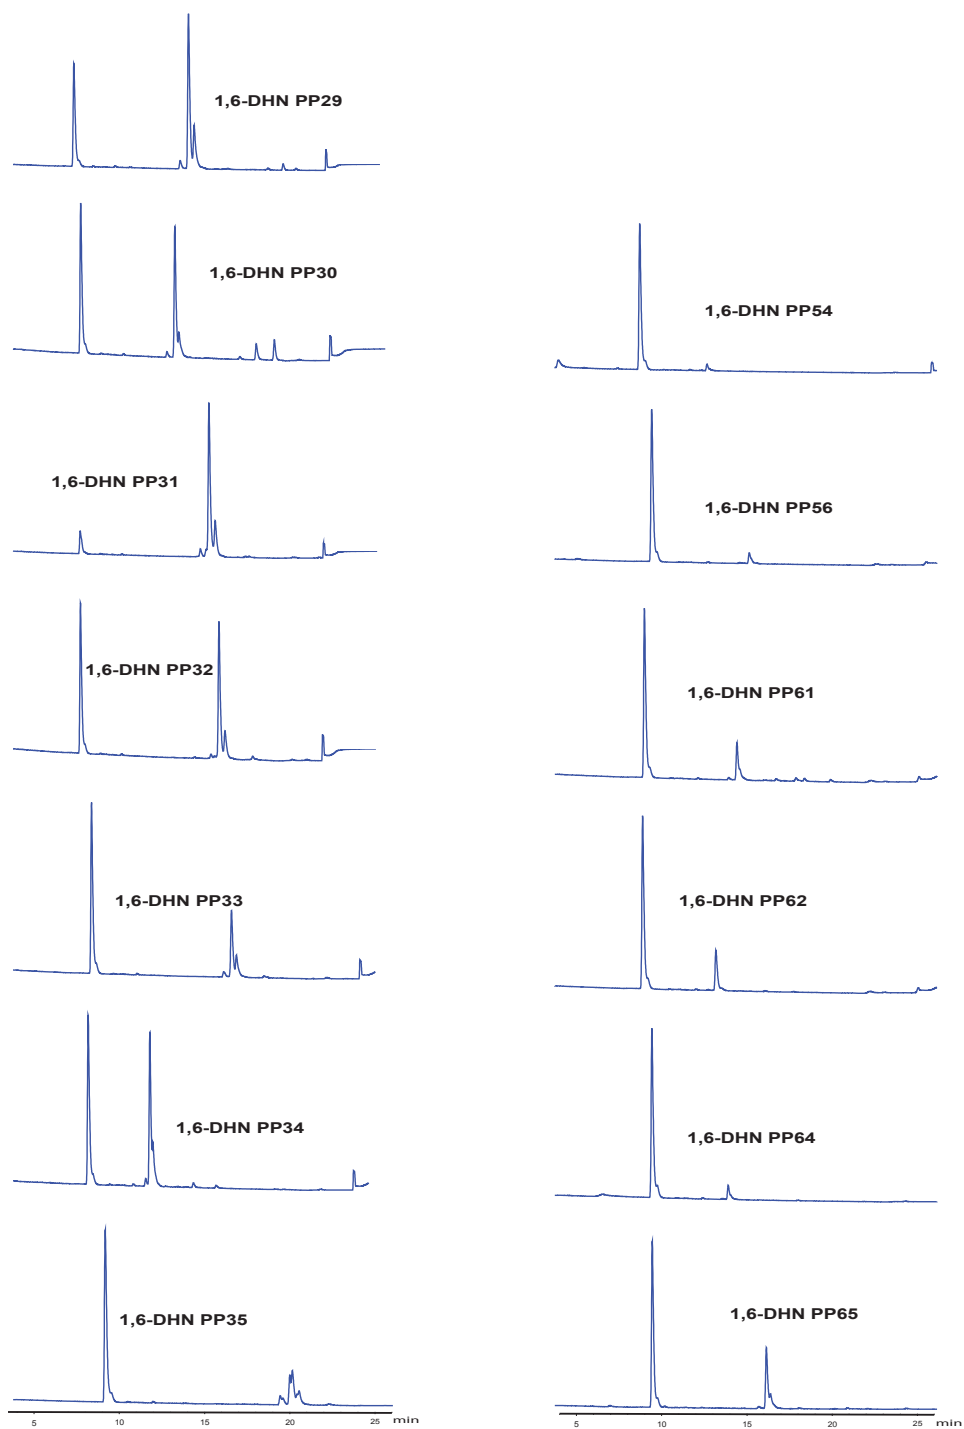 1,6-DHN PP29
1,6-DHN PP30
1,6-DHN PP31
1,6-DHN PP32
1,6-DHN PP33
1,6-DHN PP34
1,6-DHN PP35
5 10 15 20 25 min
1,6-DHN PP54
1,6-DHN PP56
1,6-DHN PP61
1,6-DHN PP62
1,6-DHN PP64
1,6-DHN PP65
5 10 15 20 25 min